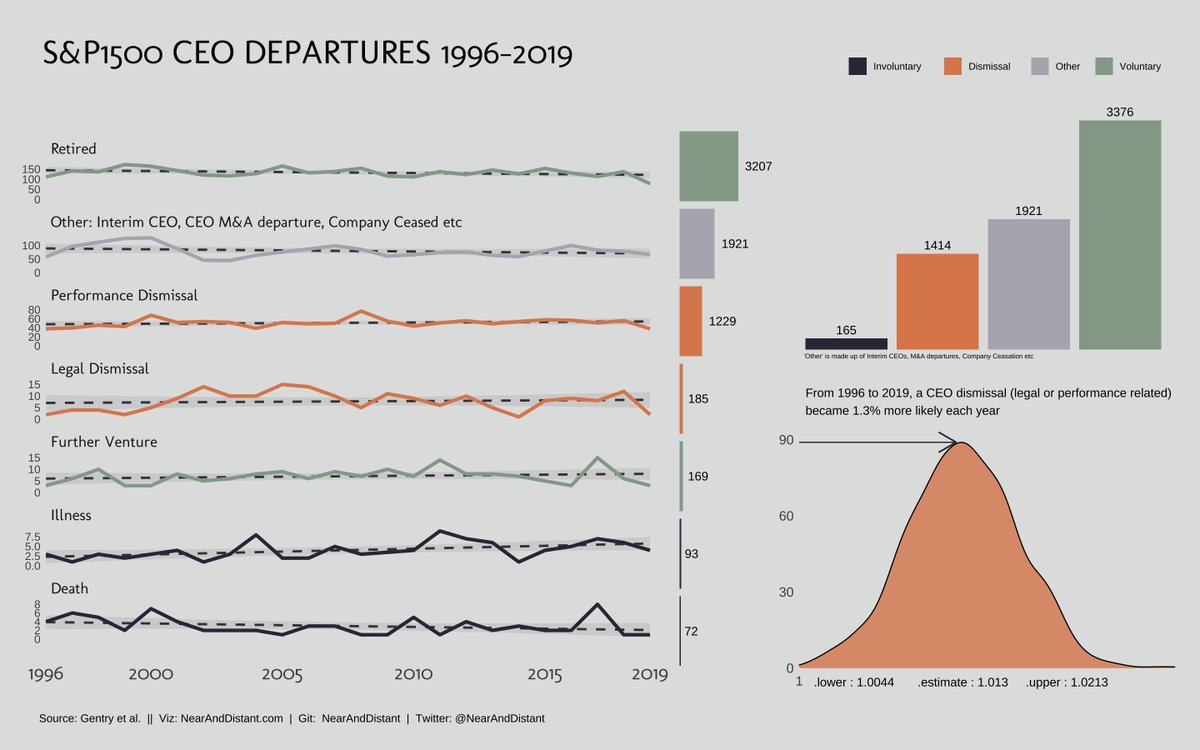 S&P1500 CEO DEPARTURES 1996-2019
Involuntary
Dismissal
Other
Voluntary
Retired
150
100
50
0
3207
Other: Interim CEO, CEO M&A departure, Company Ceased etc
100
50
0
1921
Performance Dismissal
80
60
40
20
0
1229
Legal Dismissal
15
10
5
0
185
Further Venture
15
10
5
0
169
Illness
7.5
5.0
2.5
0.0
93
Death
8
6
4
2
0
72
1996 2000 2005 2010 2015 2019
3376
1921
1414
165
'Other' is made up of Interim CEOs, M&A departures, Company Ceasation etc
From 1996 to 2019, a CEO dismissal (legal or performance related)
became 1.3% more likely each year
90
60
30
0
1 .lower : 1.0044 .estimate : 1.013 .upper : 1.0213
Source: Gentry et al. || Viz: NearAndDistant.com | Git: NearAndDistant | Twitter: @NearAndDistant